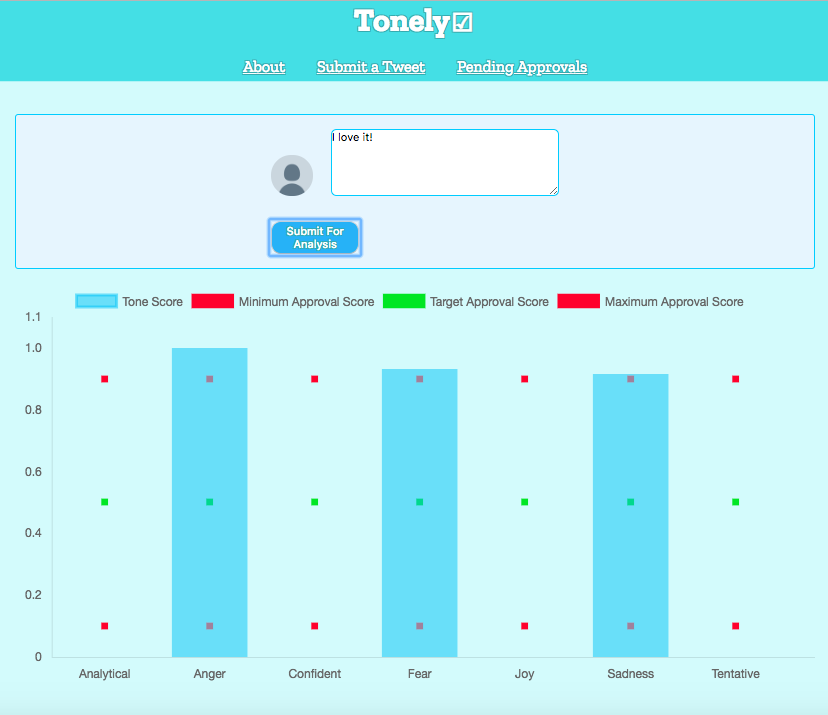 Tonely☑
About Submit a Tweet Pending Approvals
I love it!
Submit For
Analysis
Tone Score Minimum Approval Score Target Approval Score Maximum Approval Score
1.1
1.0
0.8
0.6
0.4
0.2
0
Analytical Anger Confident Fear Joy Sadness Tentative